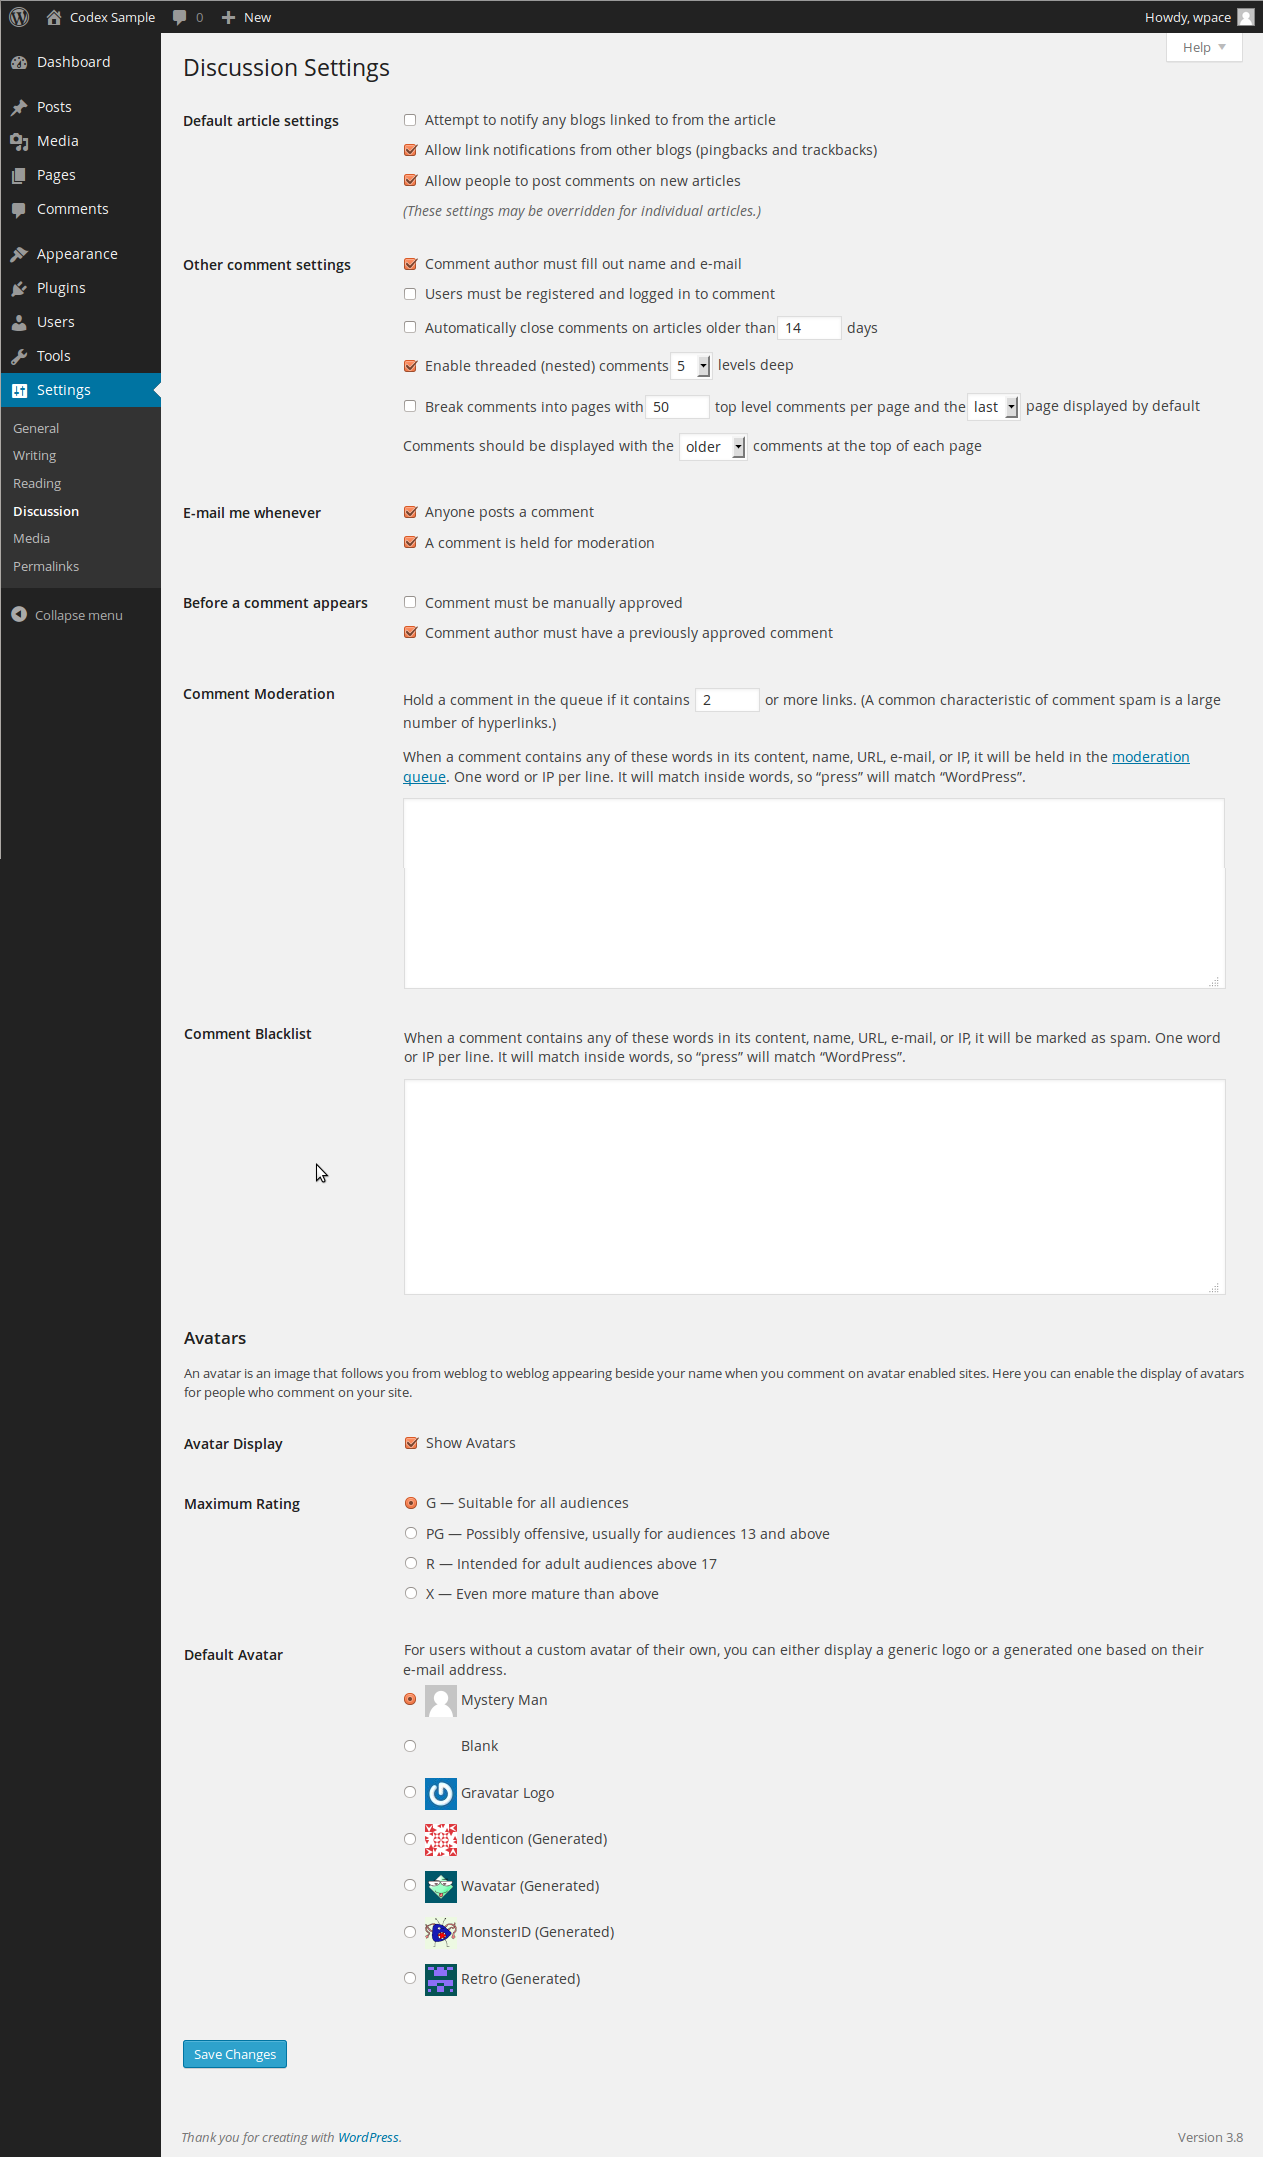 Codex Sample 0 New Howdy, wpace
Help
Dashboard
Posts
Media
Pages
Comments
Appearance
Plugins
Users
Tools
Settings
General
Writing
Reading
Discussion
Media
Permalinks
Collapse menu
Discussion Settings
Default article settings
Attempt to notify any blogs linked to from the article
Allow link notifications from other blogs (pingbacks and trackbacks)
Allow people to post comments on new articles
(These settings may be overridden for individual articles.)
Other comment settings
Comment author must fill out name and e-mail
Users must be registered and logged in to comment
Automatically close comments on articles older than 14 days
Enable threaded (nested) comments 5 levels deep
Break comments into pages with 50 top level comments per page and the last page displayed by default
Comments should be displayed with the older comments at the top of each page
E-mail me whenever
Anyone posts a comment
A comment is held for moderation
Before a comment appears
Comment must be manually approved
Comment author must have a previously approved comment
Comment Moderation
Hold a comment in the queue if it contains 2 or more links. (A common characteristic of comment spam is a large
number of hyperlinks.)
When a comment contains any of these words in its content, name, URL, e-mail, or IP, it will be held in the moderation
queue. One word or IP per line. It will match inside words, so “press” will match “WordPress”.
Comment Blacklist
When a comment contains any of these words in its content, name, URL, e-mail, or IP, it will be marked as spam. One word
or IP per line. It will match inside words, so “press” will match “WordPress”.
Avatars
An avatar is an image that follows you from weblog to weblog appearing beside your name when you comment on avatar enabled sites. Here you can enable the display of avatars
for people who comment on your site.
Avatar Display
Show Avatars
Maximum Rating
G — Suitable for all audiences
PG — Possibly offensive, usually for audiences 13 and above
R — Intended for adult audiences above 17
X — Even more mature than above
Default Avatar
For users without a custom avatar of their own, you can either display a generic logo or a generated one based on their
e-mail address.
Mystery Man
Blank
Gravatar Logo
Identicon (Generated)
Wavatar (Generated)
MonsterID (Generated)
Retro (Generated)
Save Changes
Thank you for creating with WordPress.
Version 3.8